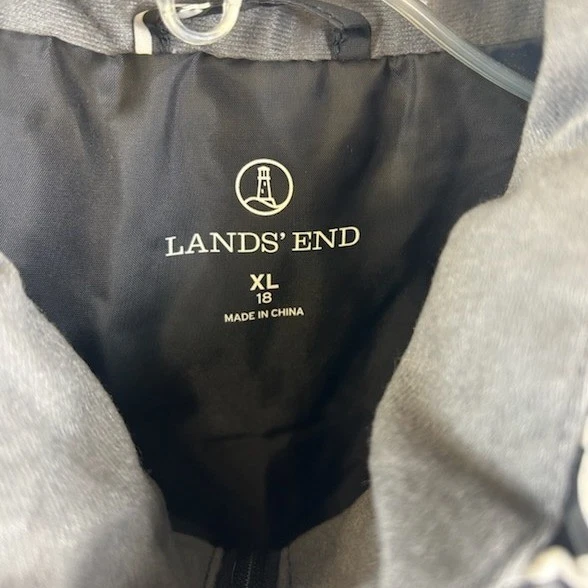 LANDS' END
XL
18
MADE IN CHINA